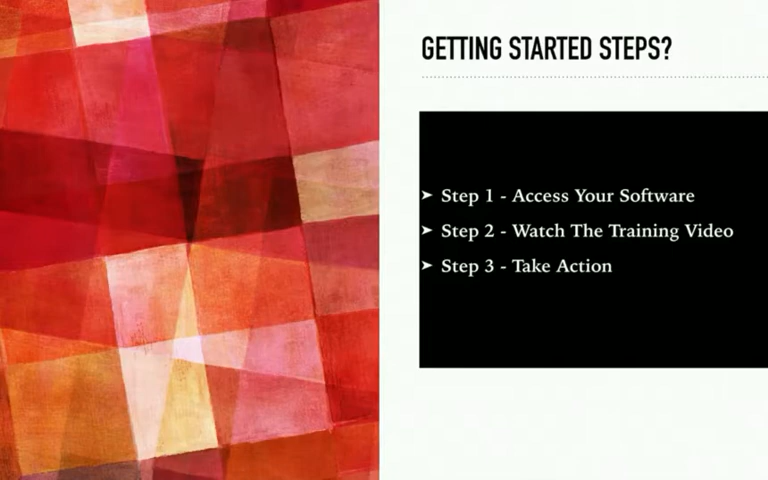 GETTING STARTED STEPS?
➤ Step 1 - Access Your Software
➤ Step 2 - Watch The Training Video
➤ Step 3 - Take Action